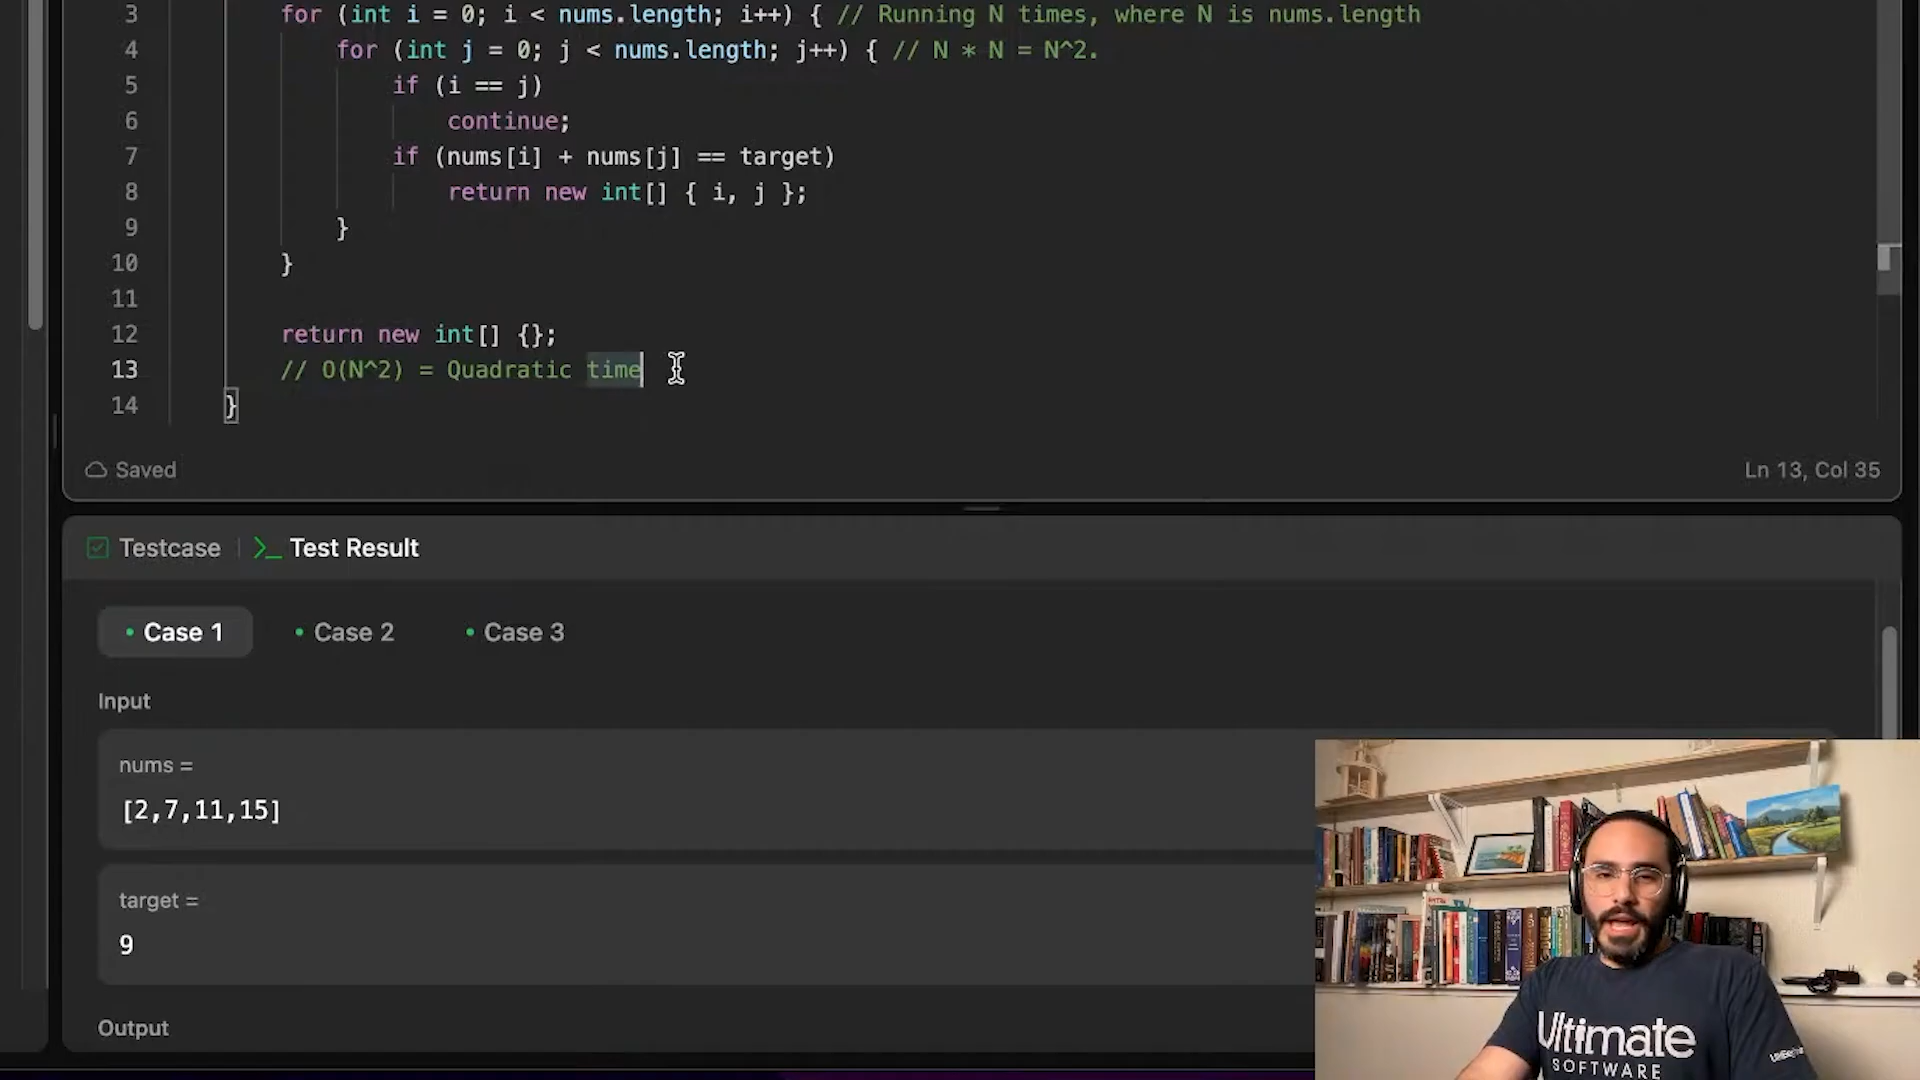 3 for (int i = 0; i < nums.length; i++) { // Running N times, where N is nums.length
4 for (int j = 0; j < nums.length; j++) { // N * N = N^2.
5 if (i == j)
6 continue;
7 if (nums[i] + nums[j] == target)
8 return new int[] { i, j };
9 }
10 }
11
12 return new int[] {};
13 // O(N^2) = Quadratic time
14 }
Saved Ln 13, Col 35
Testcase >_ Test Result
Case 1 Case 2 Case 3
Input
nums =
[2,7,11,15]
target =
9
Output
Ultimate
SOFTWARE